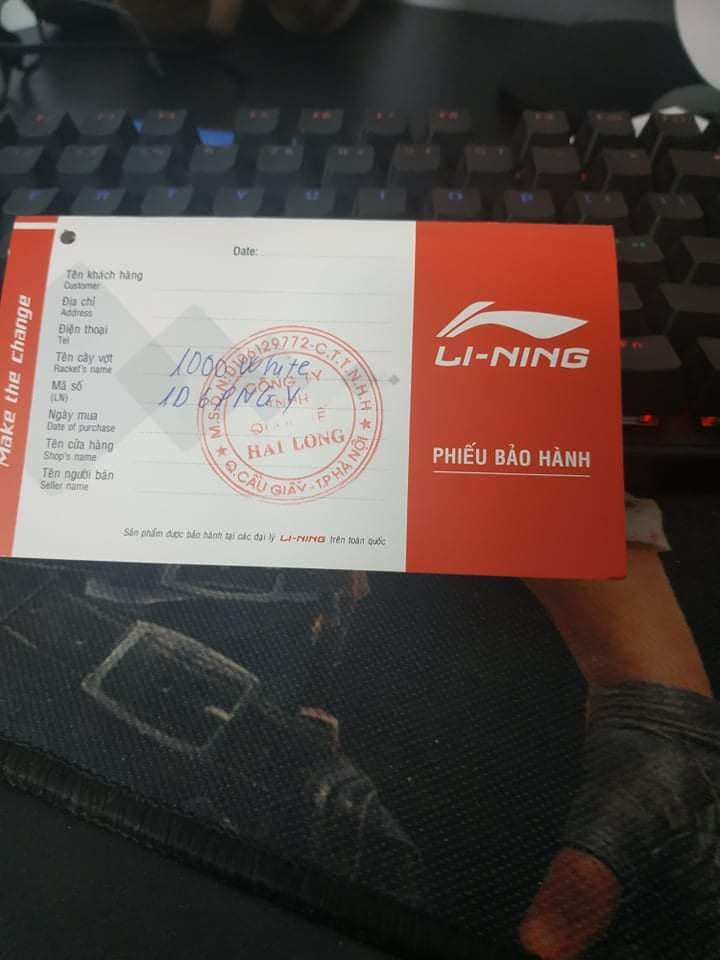 Make the change
Date:
Tên khách hàng
Customer
Địa chỉ
Address
Điện thoại
Tel
Tên cây vợt 1000 White
Racket's name
Mã số
(LN)
Ngày mua
Date of purchase
Tên cửa hàng
Shop's name
Tên người bán
Seller name
CÔNG TY
HẢI LONG
Q.CẦU GIẤY - T.P HÀ NỘI
Sản phẩm được bảo hành tại các đại lý LI-NING trên toàn quốc
LI-NING
PHIẾU BẢO HÀNH